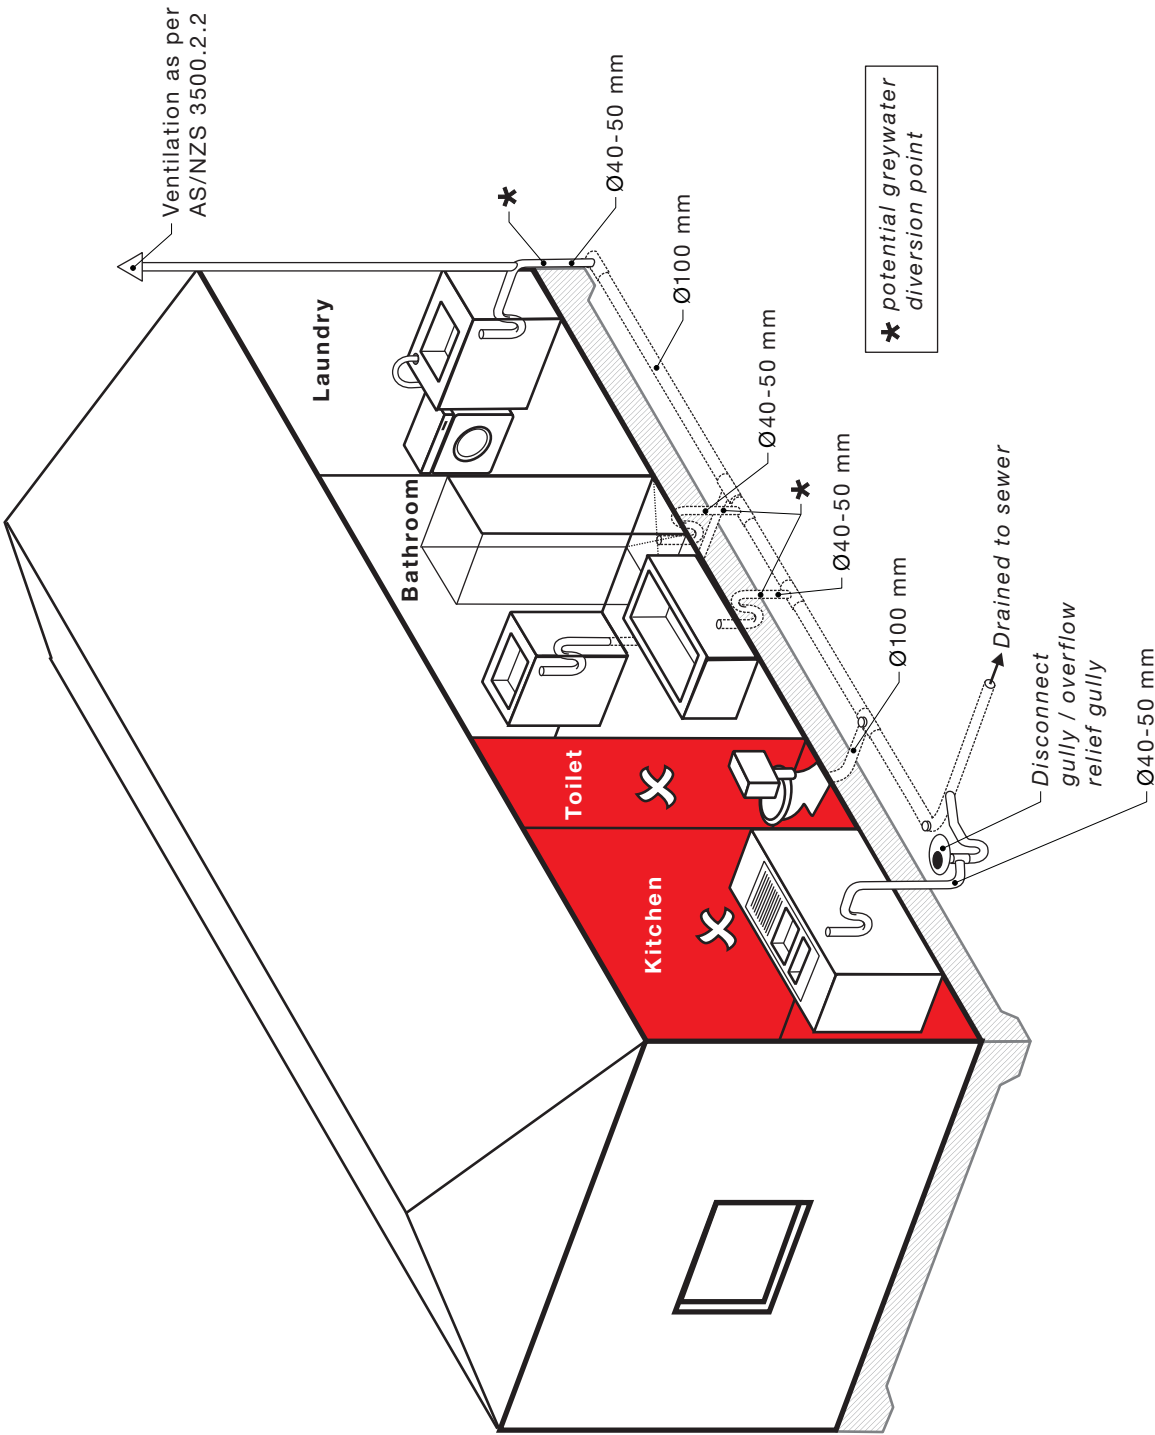 Ventilation as per
AS/NZS 3500.2.2
*
Ø40-50 mm
Ø100 mm
Laundry
Ø40-50 mm
*
Bathroom
Ø40-50 mm
Ø100 mm
Drained to sewer
Toilet
Disconnect
gully / overflow
relief gully
Kitchen
Ø40-50 mm
* potential greywater
diversion point